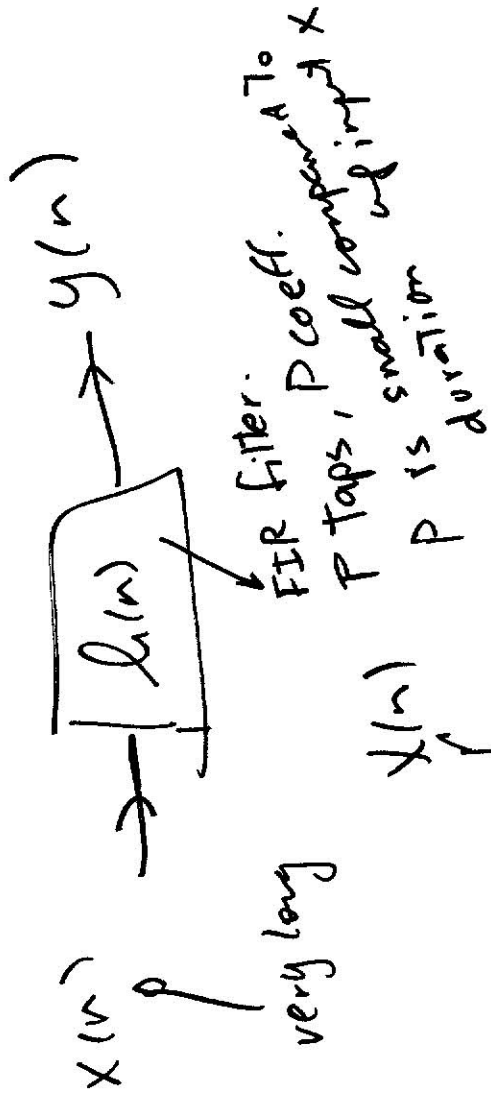 x(n)
very long
h(n)
y(n)
FIR filter.
P Taps, P coeff.
P is small compared To
duration of input x
X(n)